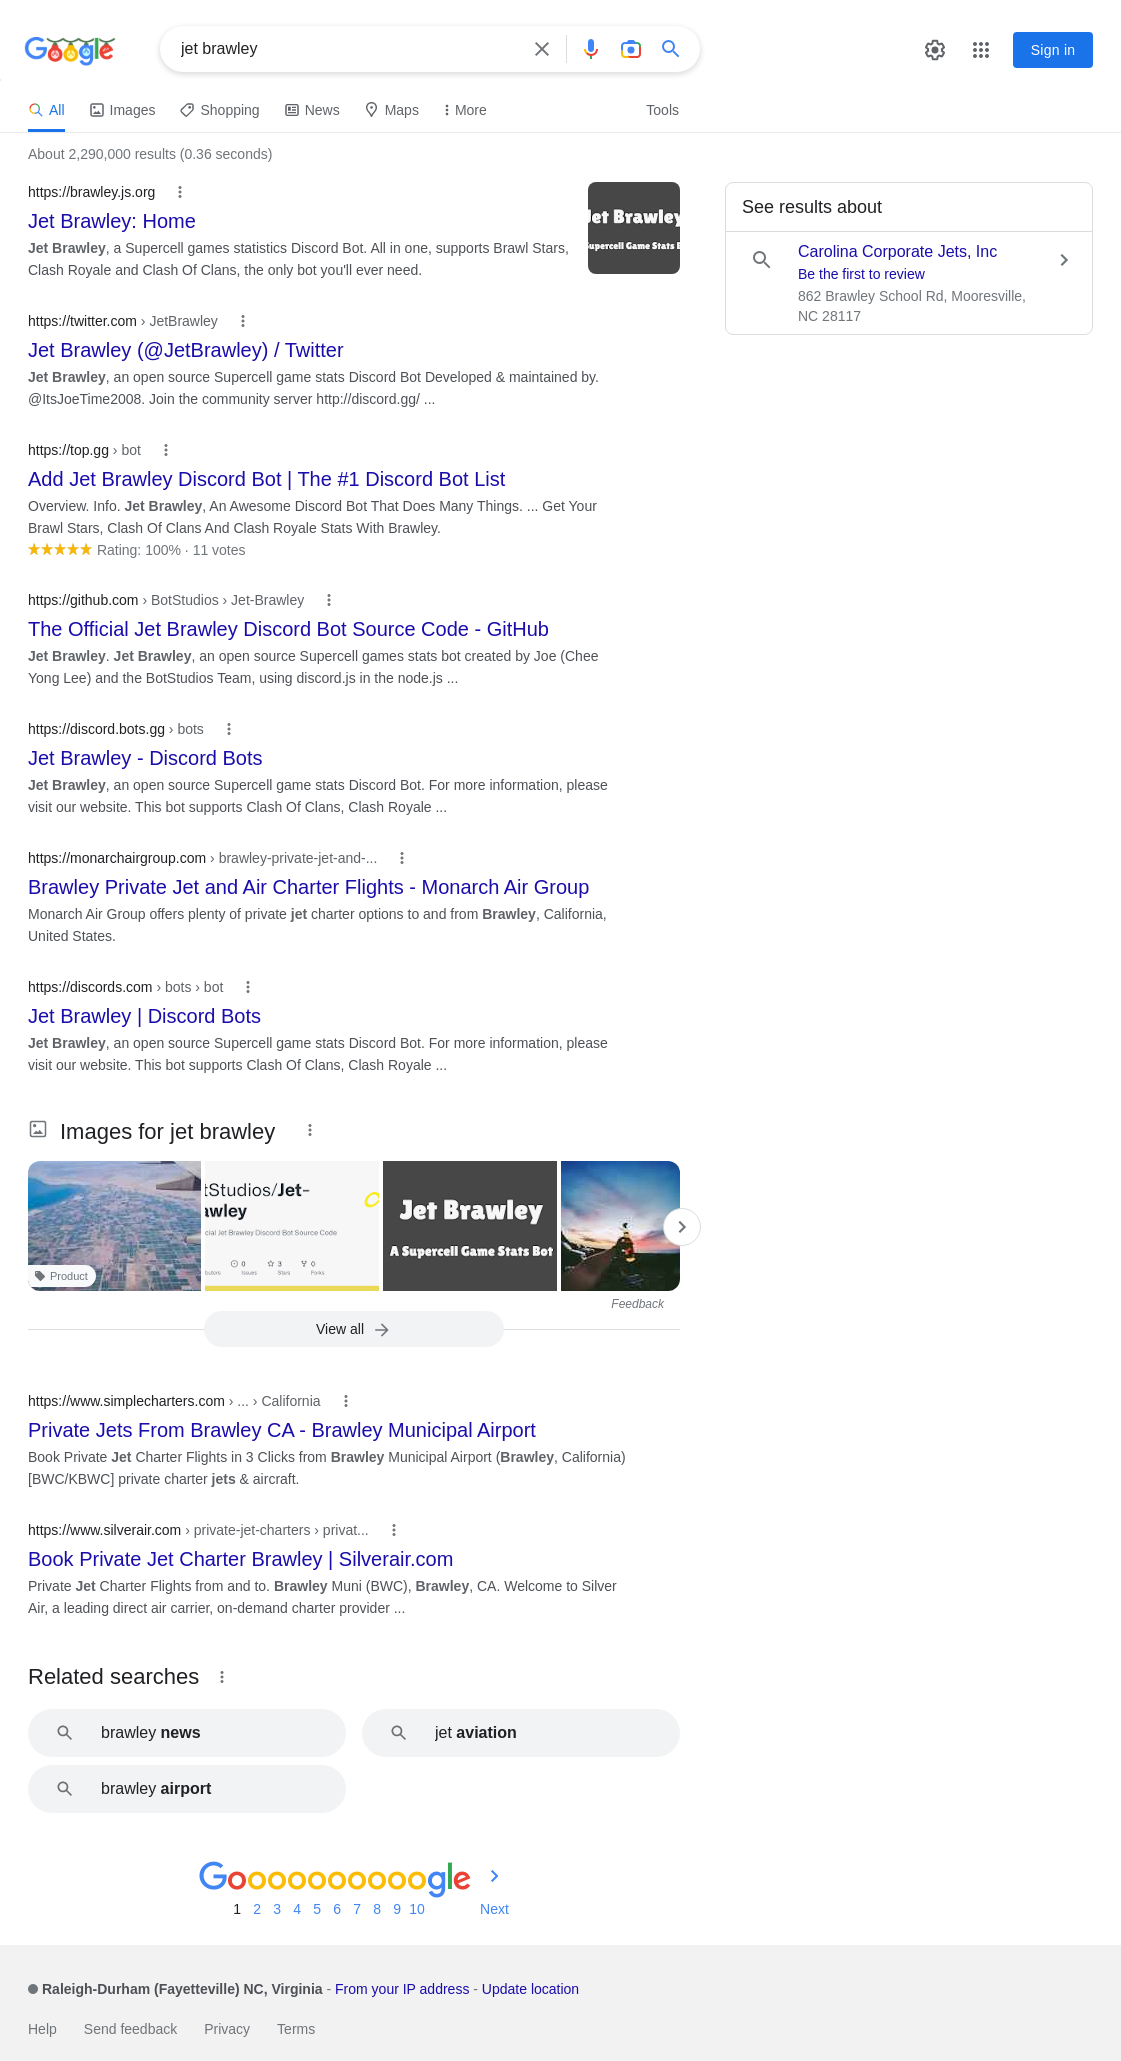 Google
jet brawley
Sign in
All
Images
Shopping
News
Maps
More
Tools
About 2,290,000 results (0.36 seconds)
https://brawley.js.org
Jet Brawley: Home
Jet Brawley, a Supercell games statistics Discord Bot. All in one, supports Brawl Stars,
Clash Royale and Clash Of Clans, the only bot you'll ever need.
Jet Brawley
Supercell Game Stats B
See results about
Carolina Corporate Jets, Inc
Be the first to review
862 Brawley School Rd, Mooresville,
NC 28117
https://twitter.com › JetBrawley
Jet Brawley (@JetBrawley) / Twitter
Jet Brawley, an open source Supercell game stats Discord Bot Developed & maintained by.
@ItsJoeTime2008. Join the community server http://discord.gg/ ...
https://top.gg › bot
Add Jet Brawley Discord Bot | The #1 Discord Bot List
Overview. Info. Jet Brawley, An Awesome Discord Bot That Does Many Things. ... Get Your
Brawl Stars, Clash Of Clans And Clash Royale Stats With Brawley.
Rating: 100% · 11 votes
https://github.com › BotStudios › Jet-Brawley
The Official Jet Brawley Discord Bot Source Code - GitHub
Jet Brawley. Jet Brawley, an open source Supercell games stats bot created by Joe (Chee
Yong Lee) and the BotStudios Team, using discord.js in the node.js ...
https://discord.bots.gg › bots
Jet Brawley - Discord Bots
Jet Brawley, an open source Supercell game stats Discord Bot. For more information, please
visit our website. This bot supports Clash Of Clans, Clash Royale ...
https://monarchairgroup.com › brawley-private-jet-and-...
Brawley Private Jet and Air Charter Flights - Monarch Air Group
Monarch Air Group offers plenty of private jet charter options to and from Brawley, California,
United States.
https://discords.com › bots › bot
Jet Brawley | Discord Bots
Jet Brawley, an open source Supercell game stats Discord Bot. For more information, please
visit our website. This bot supports Clash Of Clans, Clash Royale ...
Images for jet brawley
Product
tStudios/Jet-
awley
cial Jet Brawley Discord Bot Source Code
0
3
0
butors
Issues
Stars
Forks
Jet Brawley
A Supercell Game Stats Bot
Feedback
View all
https://www.simplecharters.com › ... › California
Private Jets From Brawley CA - Brawley Municipal Airport
Book Private Jet Charter Flights in 3 Clicks from Brawley Municipal Airport (Brawley, California)
[BWC/KBWC] private charter jets & aircraft.
https://www.silverair.com › private-jet-charters › privat...
Book Private Jet Charter Brawley | Silverair.com
Private Jet Charter Flights from and to. Brawley Muni (BWC), Brawley, CA. Welcome to Silver
Air, a leading direct air carrier, on-demand charter provider ...
Related searches
brawley news
jet aviation
brawley airport
Goooooooooogle
1 2 3 4 5 6 7 8 9 10 Next
Raleigh-Durham (Fayetteville) NC, Virginia - From your IP address - Update location
Help Send feedback Privacy Terms